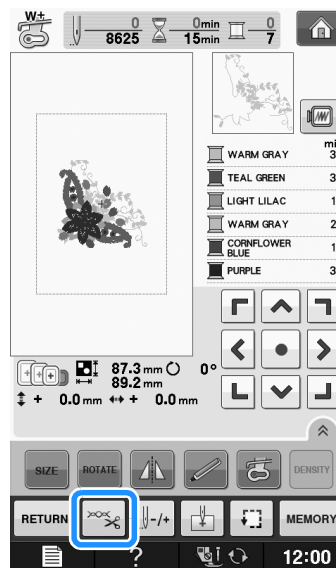 W±
0 0min 0
8625 15min 7
mi
WARM GRAY 3
TEAL GREEN 3
LIGHT LILAC 1
WARM GRAY 2
CORNFLOWER BLUE 1
PURPLE 3
87.3 mm 0°
89.2 mm
+ 0.0 mm + 0.0 mm
SIZE ROTATE DENSITY
RETURN -/+ MEMORY
? 12:00